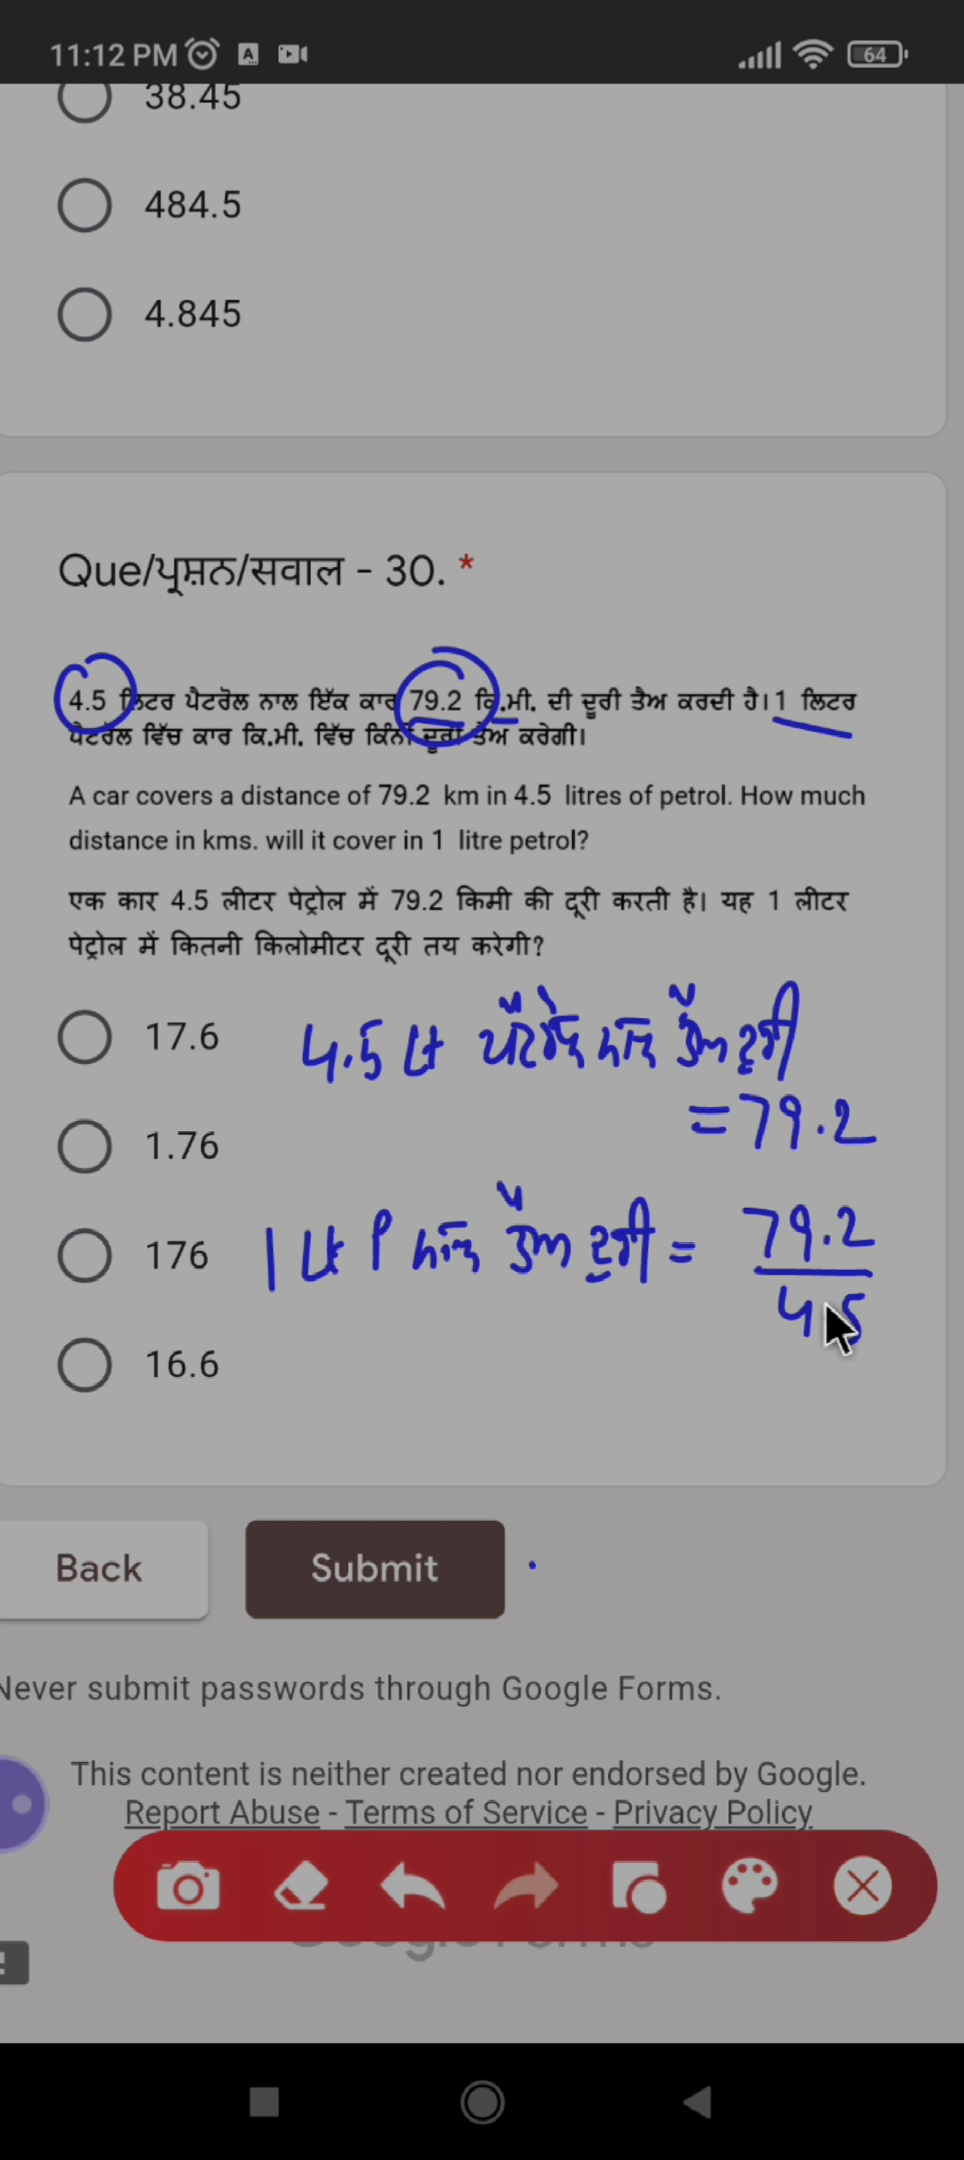 11:12 PM
64
38.45
484.5
4.845
Que/ਪ੍ਰਸ਼ਨ/सवाल - 30. *
4.5 ਲਿਟਰ ਪੈਟਰੋਲ ਨਾਲ ਇੱਕ ਕਾਰ 79.2 ਕਿ.ਮੀ. ਦੀ ਦੂਰੀ ਤੈਅ ਕਰਦੀ ਹੈ। 1 ਲਿਟਰ
ਪੈਟਰੋਲ ਵਿੱਚ ਕਾਰ ਕਿ.ਮੀ. ਵਿੱਚ ਕਿੰਨੀ ਦੂਰੀ ਤੈਅ ਕਰੇਗੀ।
A car covers a distance of 79.2 km in 4.5 litres of petrol. How much
distance in kms. will it cover in 1 litre petrol?
एक कार 4.5 लीटर पेट्रोल में 79.2 किमी की दूरी करती है। यह 1 लीटर
पेट्रोल में कितनी किलोमीटर दूरी तय करेगी?
17.6
4.5 ਤੈਅ ਦੂਰੀ
= 79.2
1.76
176
1 P ਤੈਅ ਦੂਰੀ = 79.2
4.5
16.6
Back
Submit
Never submit passwords through Google Forms.
This content is neither created nor endorsed by Google.
Report Abuse - Terms of Service - Privacy Policy